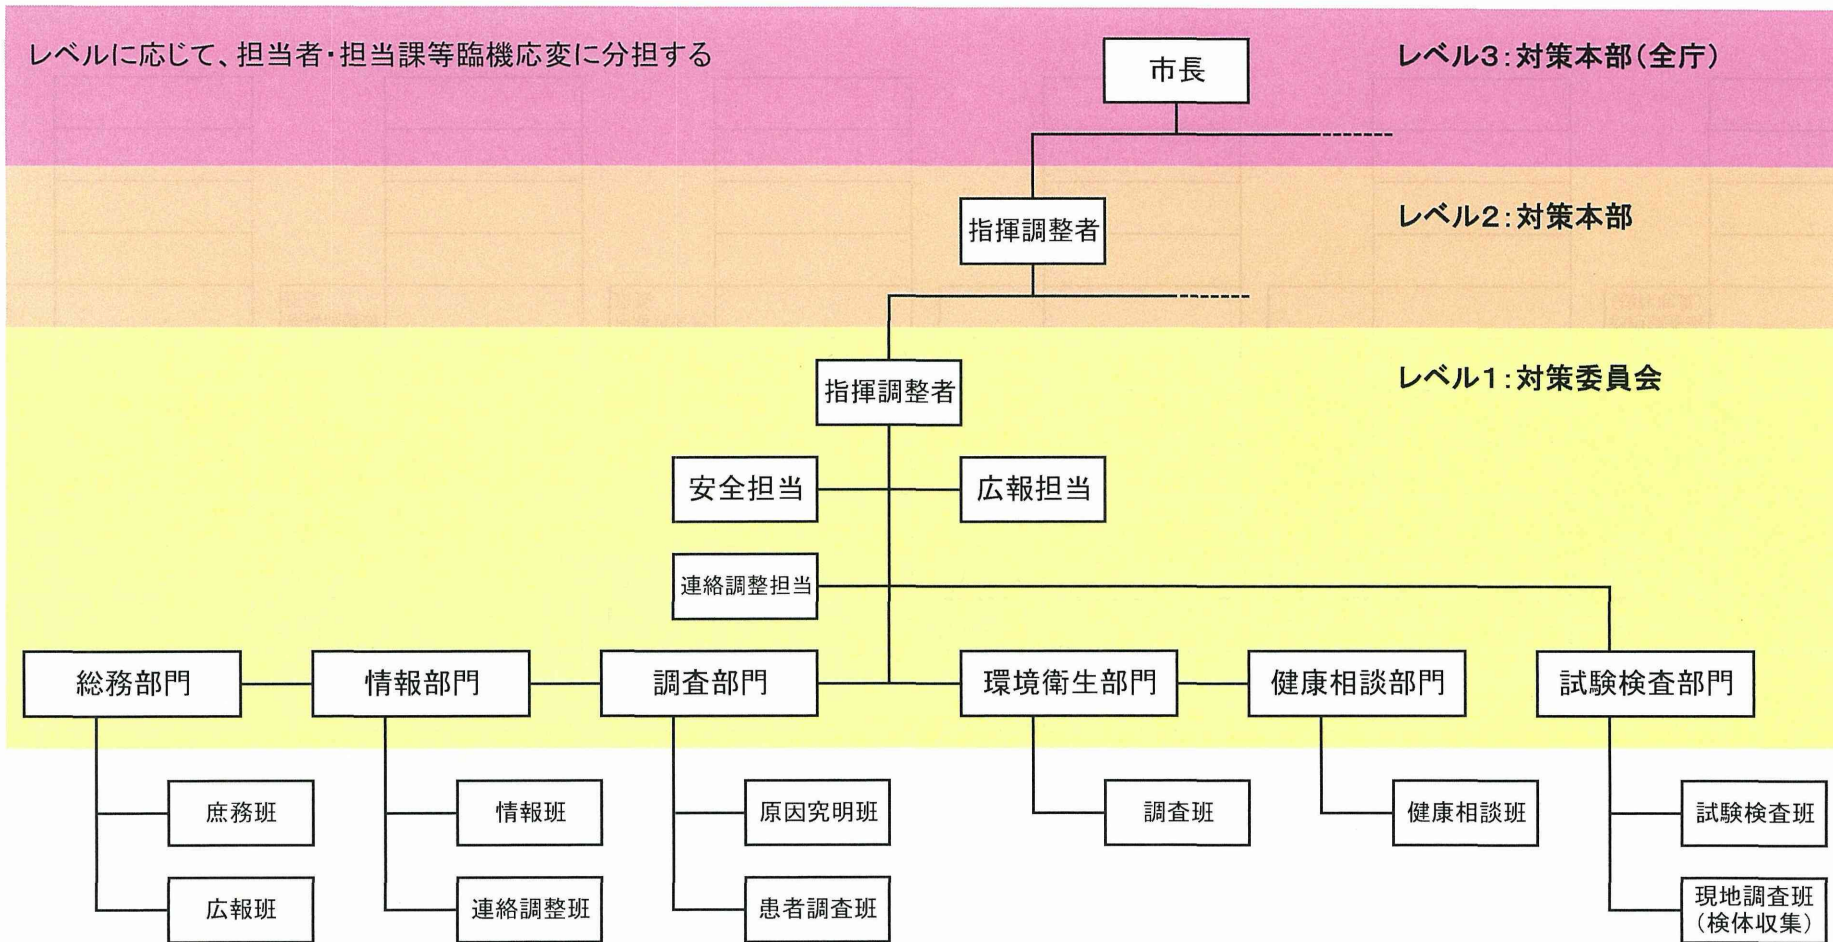 レベルに応じて、担当者・担当課等臨機応変に分担する
市長
レベル3:対策本部(全庁)
指揮調整者
レベル2:対策本部
指揮調整者
レベル1:対策委員会
安全担当
広報担当
連絡調整担当
総務部門
情報部門
調査部門
環境衛生部門
健康相談部門
試験検査部門
庶務班
情報班
原因究明班
調査班
健康相談班
試験検査班
広報班
連絡調整班
患者調査班
現地調査班
(検体収集)